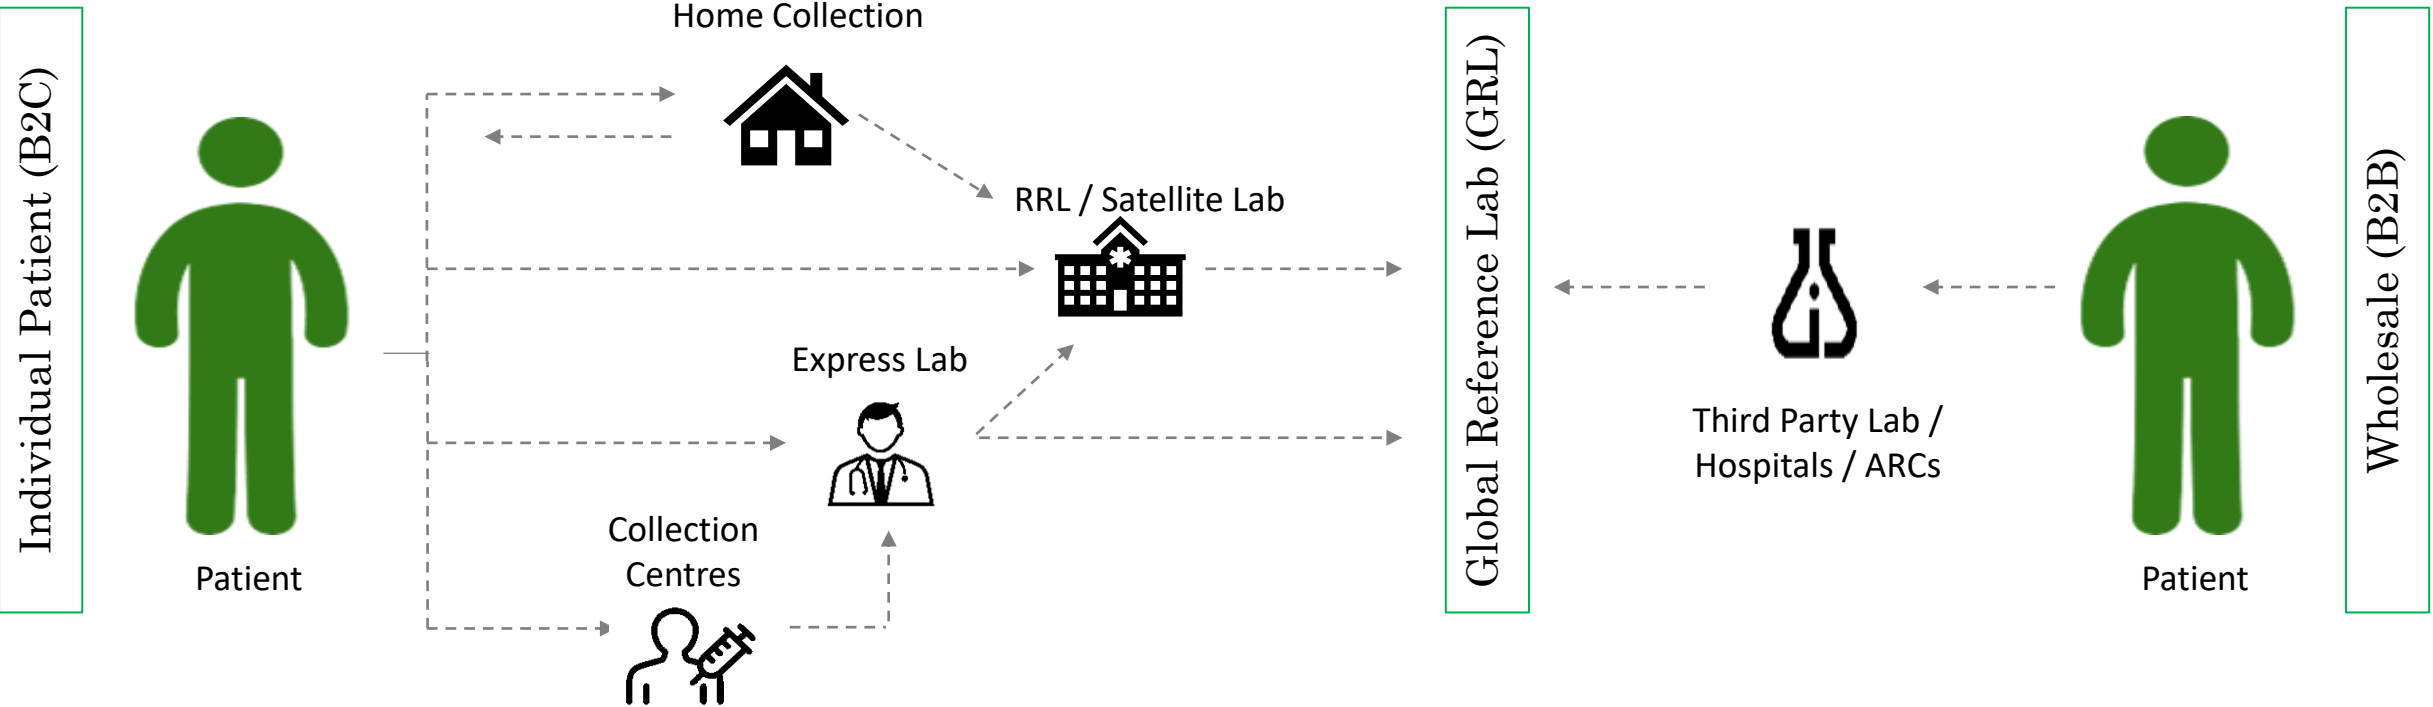 Home Collection
Individual Patient (B2C)
RRL / Satellite Lab
Express Lab
Collection
Centres
Patient
Global Reference Lab (GRL)
Third Party Lab /
Hospitals / ARCs
Patient
Wholesale (B2B)